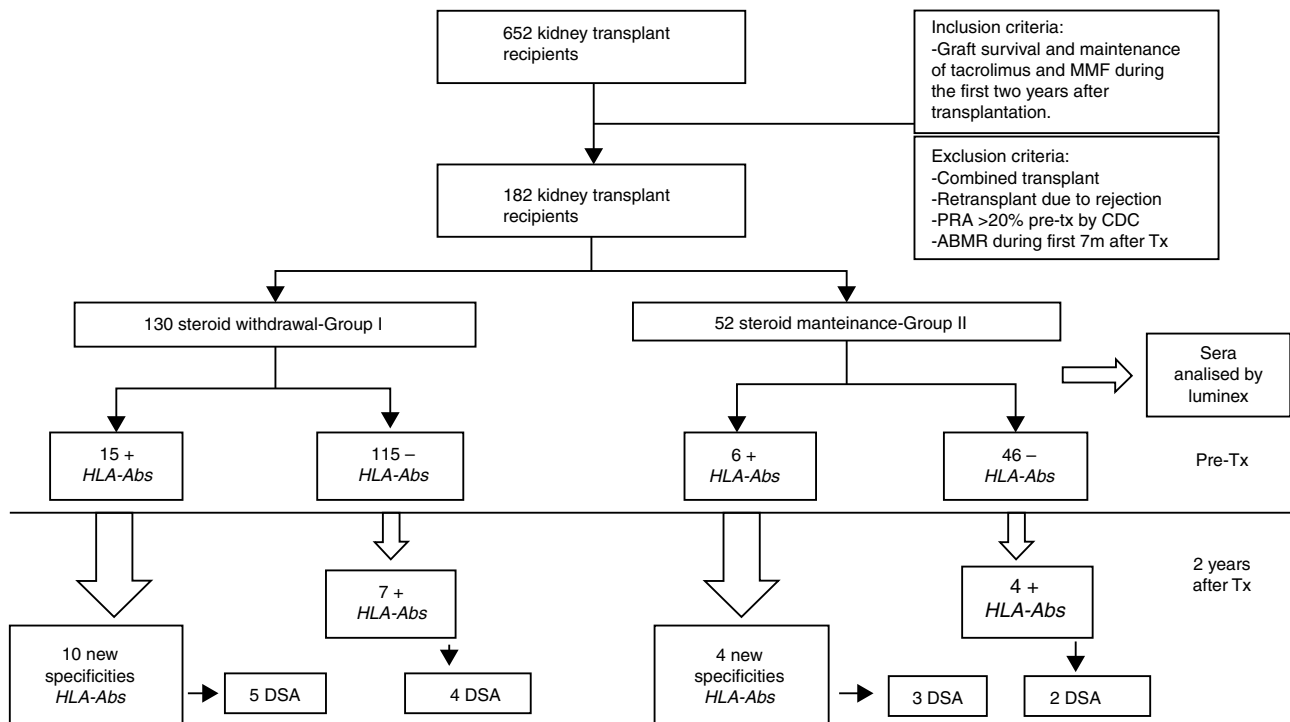 652 kidney transplant
recipients
Inclusion criteria:
-Graft survival and maintenance
of tacrolimus and MMF during
the first two years after
transplantation.
Exclusion criteria:
-Combined transplant
-Retransplant due to rejection
-PRA >20% pre-tx by CDC
-ABMR during first 7m after Tx
182 kidney transplant
recipients
130 steroid withdrawal-Group I
52 steroid manteinance-Group II
Sera
analised by
luminex
15 +
HLA-Abs
115 –
HLA-Abs
6 +
HLA-Abs
46 –
HLA-Abs
Pre-Tx
2 years
after Tx
7 +
HLA-Abs
4 +
HLA-Abs
10 new
specificities
HLA-Abs
5 DSA
4 DSA
4 new
specificities
HLA-Abs
3 DSA
2 DSA